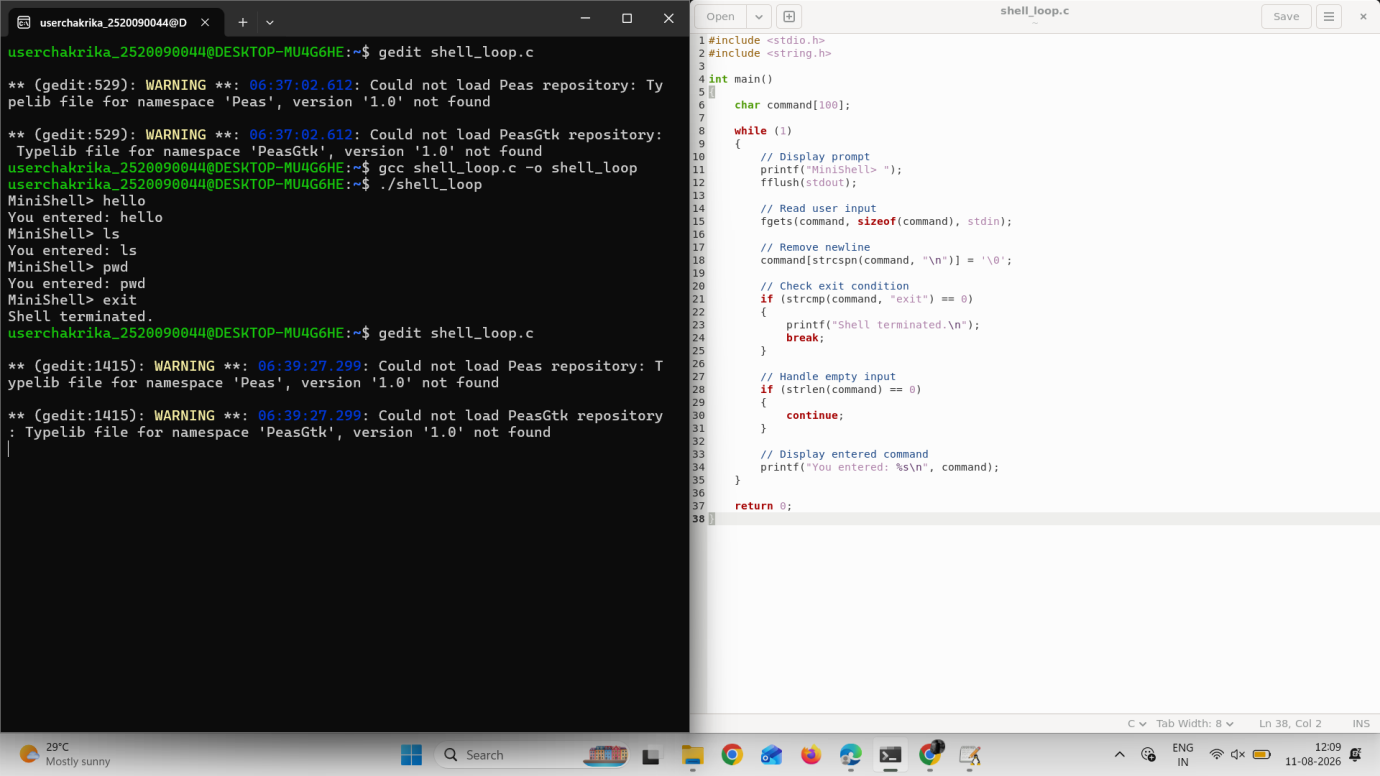 userchakrika_2520090044@D
userchakrika_2520090044@DESKTOP-MU4G6HE:~$ gedit shell_loop.c
** (gedit:529): WARNING **: 06:37:02.612: Could not load Peas repository: Ty
pelib file for namespace 'Peas', version '1.0' not found
** (gedit:529): WARNING **: 06:37:02.612: Could not load PeasGtk repository:
Typelib file for namespace 'PeasGtk', version '1.0' not found
userchakrika_2520090044@DESKTOP-MU4G6HE:~$ gcc shell_loop.c -o shell_loop
userchakrika_2520090044@DESKTOP-MU4G6HE:~$ ./shell_loop
MiniShell> hello
You entered: hello
MiniShell> ls
You entered: ls
MiniShell> pwd
You entered: pwd
MiniShell> exit
Shell terminated.
userchakrika_2520090044@DESKTOP-MU4G6HE:~$ gedit shell_loop.c
** (gedit:1415): WARNING **: 06:39:27.299: Could not load Peas repository: T
ypelib file for namespace 'Peas', version '1.0' not found
** (gedit:1415): WARNING **: 06:39:27.299: Could not load PeasGtk repository
: Typelib file for namespace 'PeasGtk', version '1.0' not found
Open
shell_loop.c
~
Save
1 #include <stdio.h>
2 #include <string.h>
3
4 int main()
5 {
6 char command[100];
7
8 while (1)
9 {
10 // Display prompt
11 printf("MiniShell> ");
12 fflush(stdout);
13
14 // Read user input
15 fgets(command, sizeof(command), stdin);
16
17 // Remove newline
18 command[strcspn(command, "\n")] = '\0';
19
20 // Check exit condition
21 if (strcmp(command, "exit") == 0)
22 {
23 printf("Shell terminated.\n");
24 break;
25 }
26
27 // Handle empty input
28 if (strlen(command) == 0)
29 {
30 continue;
31 }
32
33 // Display entered command
34 printf("You entered: %s\n", command);
35 }
36
37 return 0;
38 }
C Tab Width: 8 Ln 38, Col 2 INS
29°C
Mostly sunny
Search
ENG
IN
12:09
11-08-2026